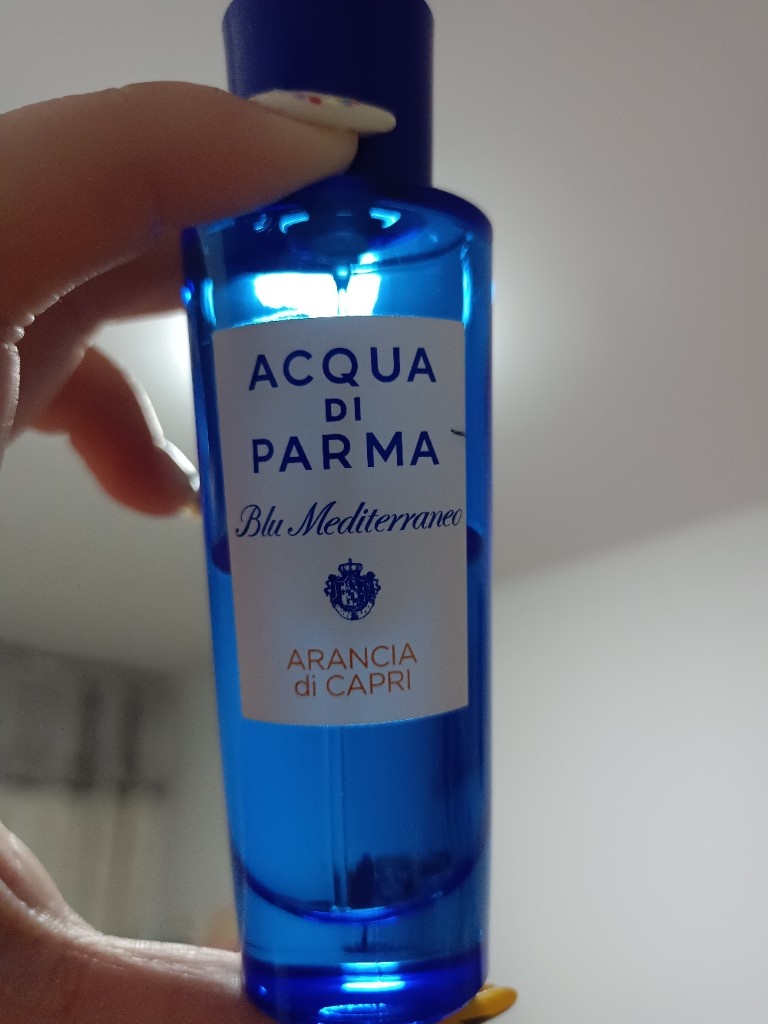 ACQUA
DI
PARMA
Blu Mediterraneo
ARANCIA
di CAPRI